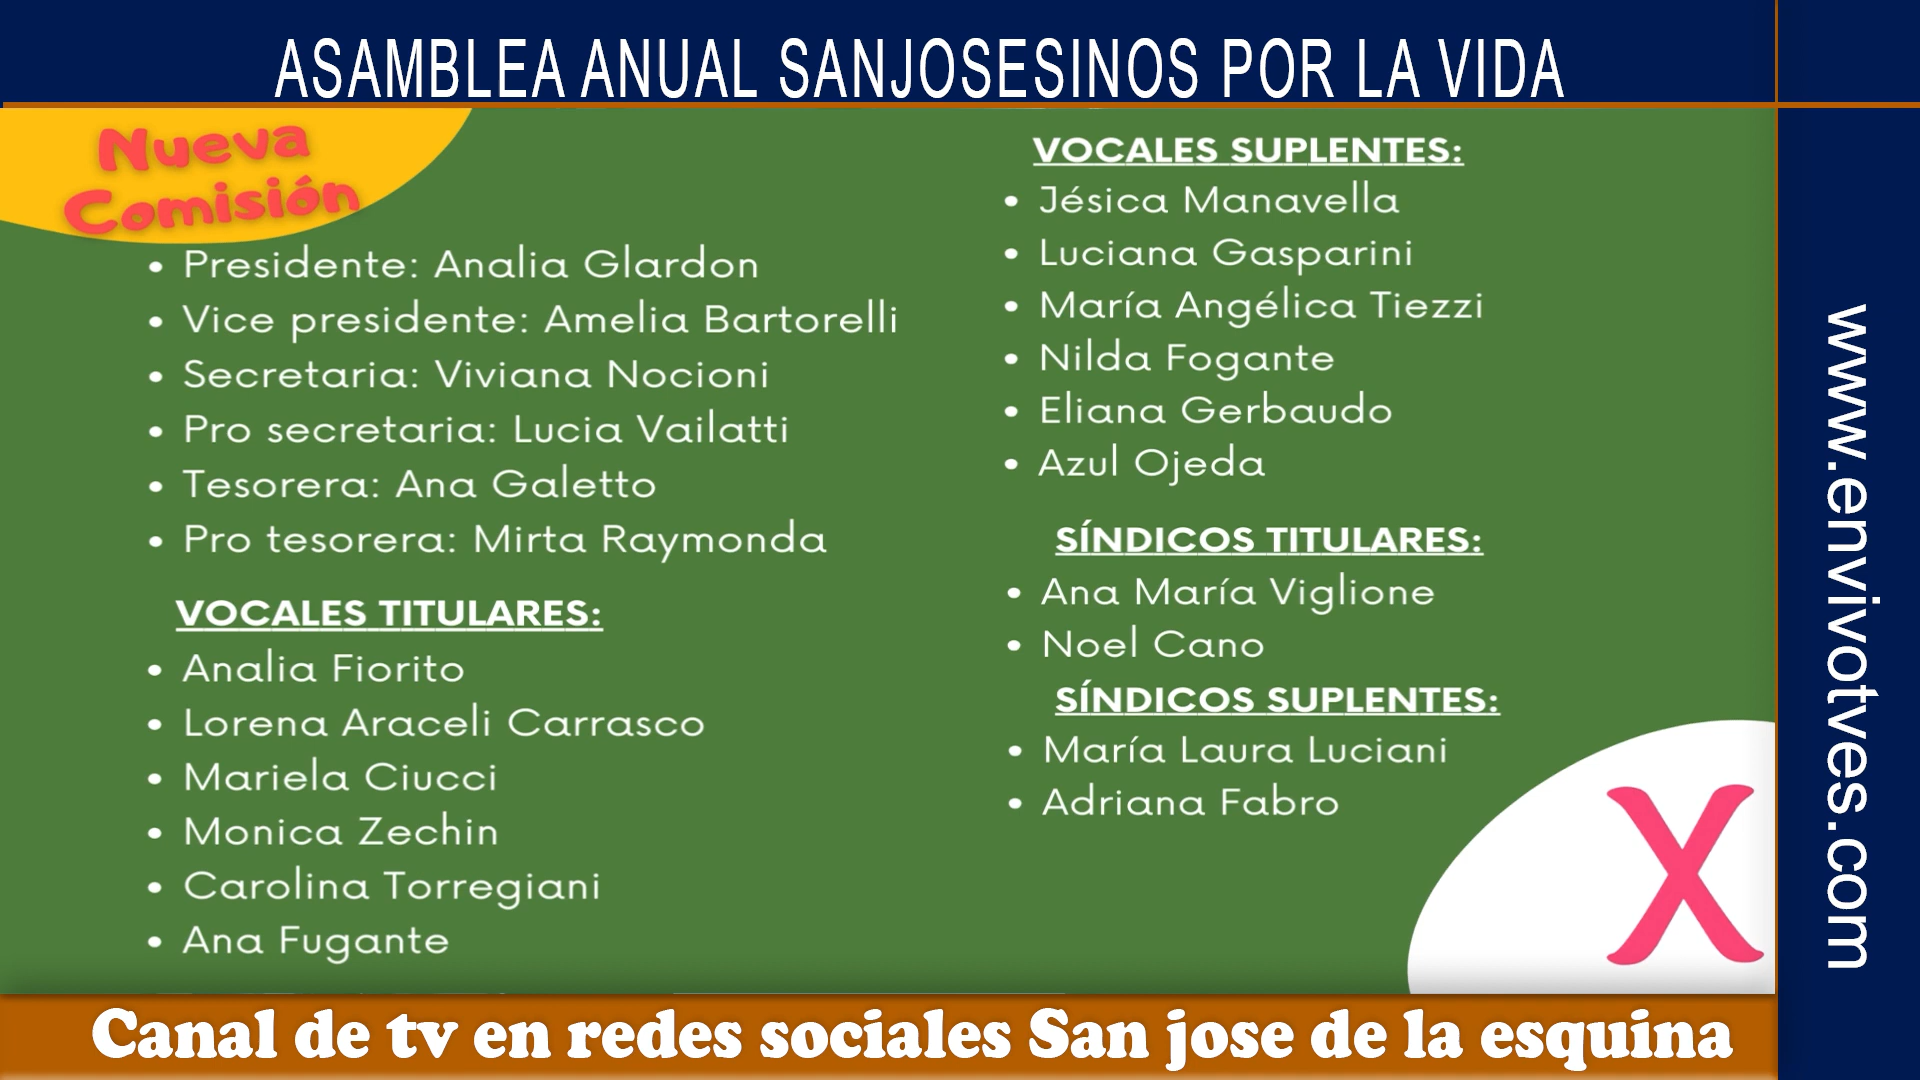 ASAMBLEA ANUAL SANJOSESINOS POR LA VIDA
Nueva
Comisión
• Presidente: Analia Glardon
• Vice presidente: Amelia Bartorelli
• Secretaria: Viviana Nocioni
• Pro secretaria: Lucia Vailatti
• Tesorera: Ana Galetto
• Pro tesorera: Mirta Raymonda
VOCALES TITULARES:
• Analia Fiorito
• Lorena Araceli Carrasco
• Mariela Ciucci
• Monica Zechin
• Carolina Torregiani
• Ana Fugante
VOCALES SUPLENTES:
• Jésica Manavella
• Luciana Gasparini
• María Angélica Tiezzi
• Nilda Fogante
• Eliana Gerbaudo
• Azul Ojeda
SÍNDICOS TITULARES:
• Ana María Viglione
• Noel Cano
SÍNDICOS SUPLENTES:
• María Laura Luciani
• Adriana Fabro
X
www.envivotves.com
Canal de tv en redes sociales San jose de la esquina